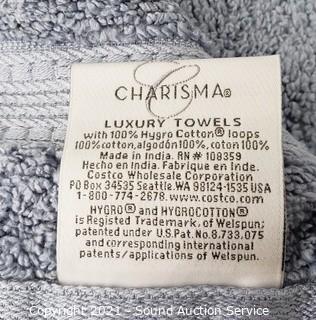 C
CHARISMA®
LUXURY TOWELS
with 100% Hygro Cotton® loops
100%cotton,algodón100%, coton100%
Made in India. RN # 108359
Hecho en India. Fabrique en Inde.
Costco Wholesale Corporation
PO BOX 34535 Seattle.WA 98124-1535 USA
1-800-774-2678. www.costco.com
HYGRO® and HYGROCOTTON®
is Registered Trademark. of Welspun;
patented under U.S.Pat No.8,733,075
and corresponding international
patents/applications of Welspun.
Copyright 2021 - Sound Auction Service